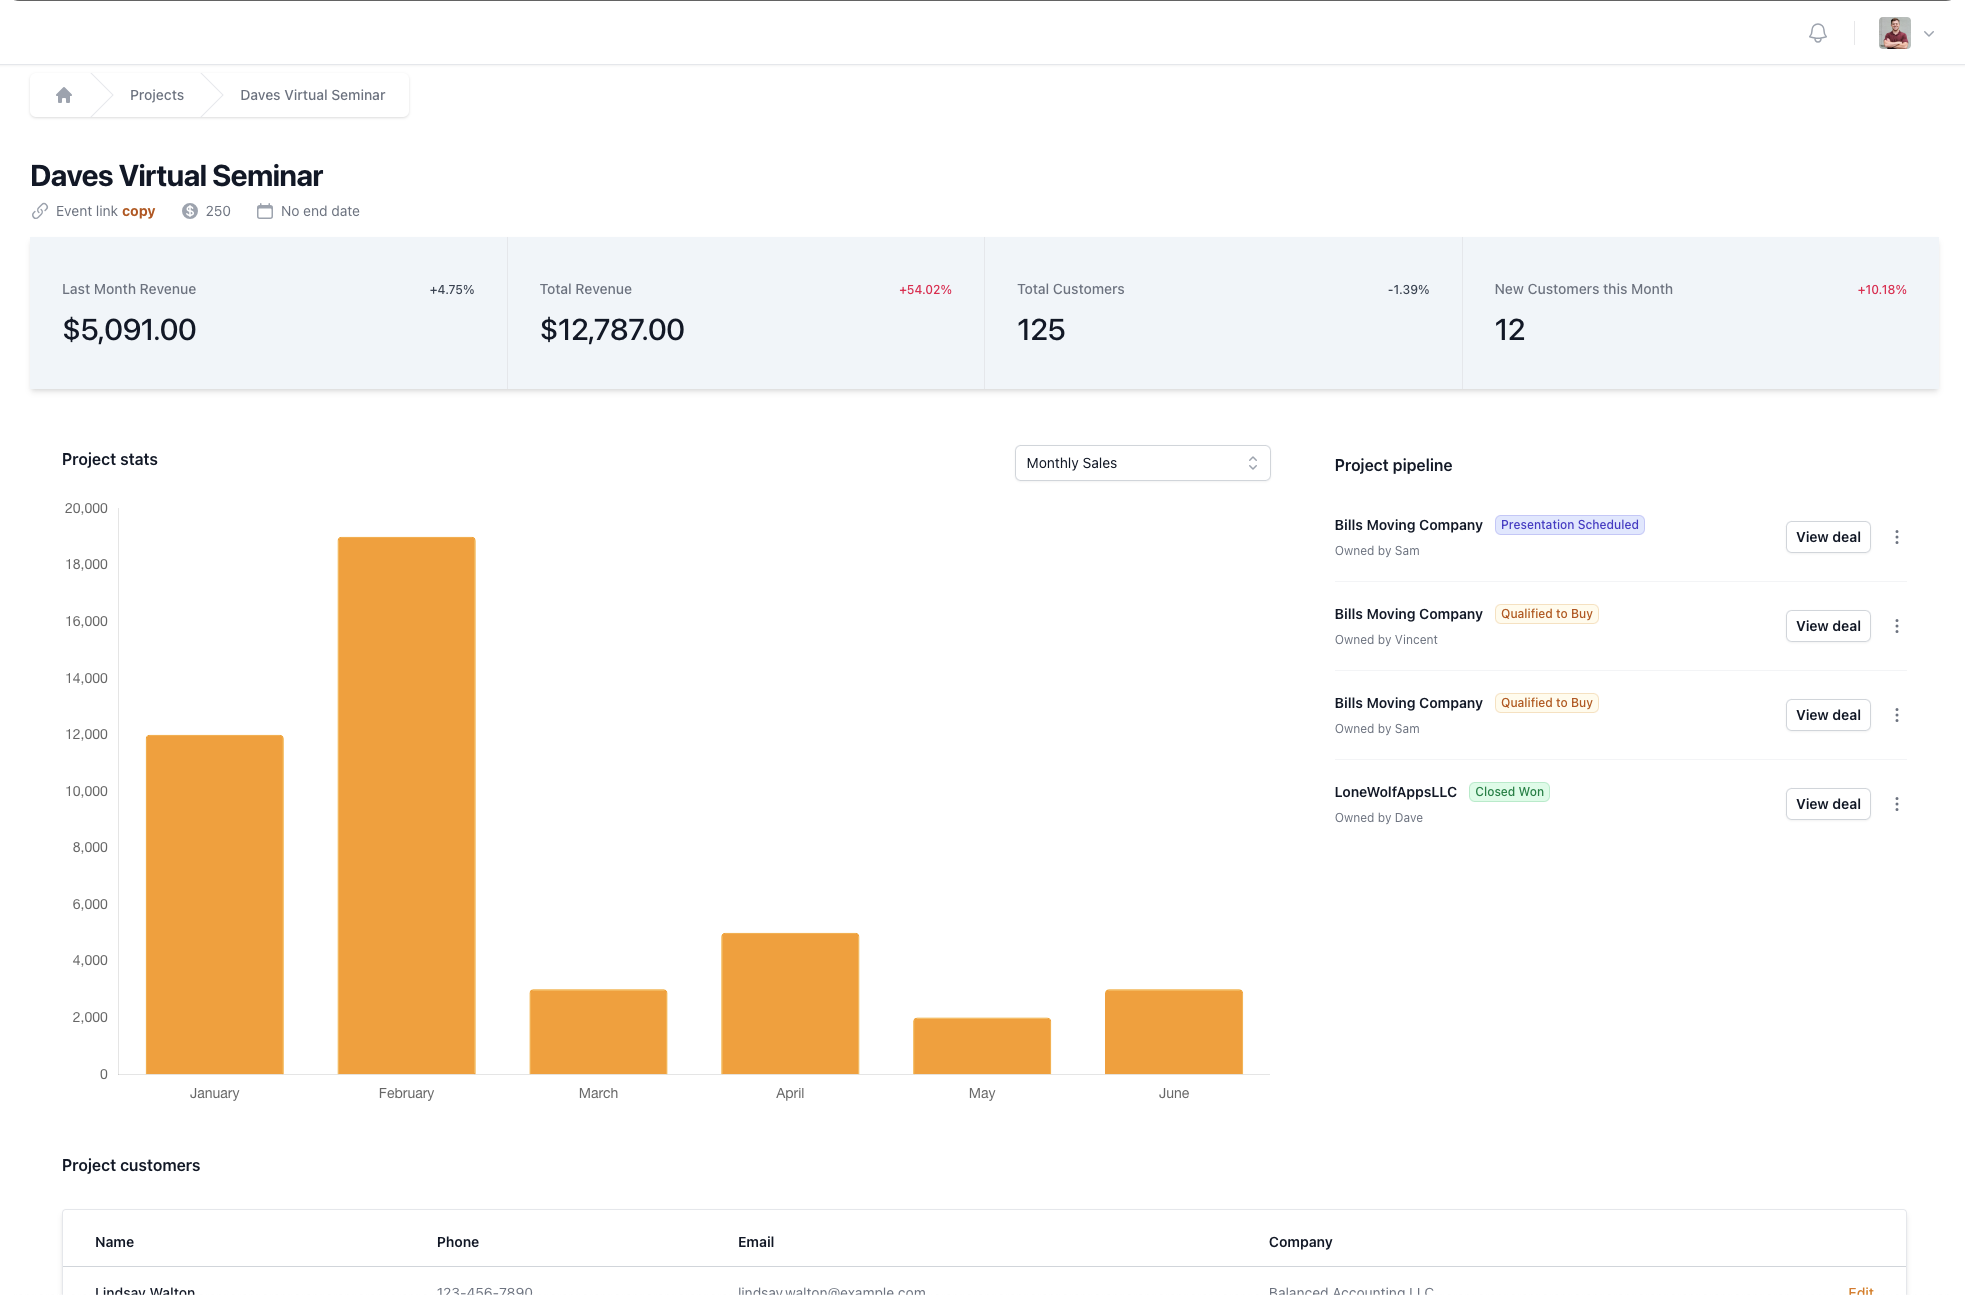 Projects
Daves Virtual Seminar
Daves Virtual Seminar
Event link copy
250
No end date
Last Month Revenue
+4.75%
$5,091.00
Total Revenue
+54.02%
$12,787.00
Total Customers
-1.39%
125
New Customers this Month
+10.18%
12
Project stats
Monthly Sales
20,000
18,000
16,000
14,000
12,000
10,000
8,000
6,000
4,000
2,000
0
January
February
March
April
May
June
Project pipeline
Bills Moving Company
Presentation Scheduled
Owned by Sam
View deal
Bills Moving Company
Qualified to Buy
Owned by Vincent
View deal
Bills Moving Company
Qualified to Buy
Owned by Sam
View deal
LoneWolfAppsLLC
Closed Won
Owned by Dave
View deal
Project customers
Name
Phone
Email
Company
Lindsay Walton
123-456-7890
lindsay.walton@example.com
Balanced Accounting LLC
Edit